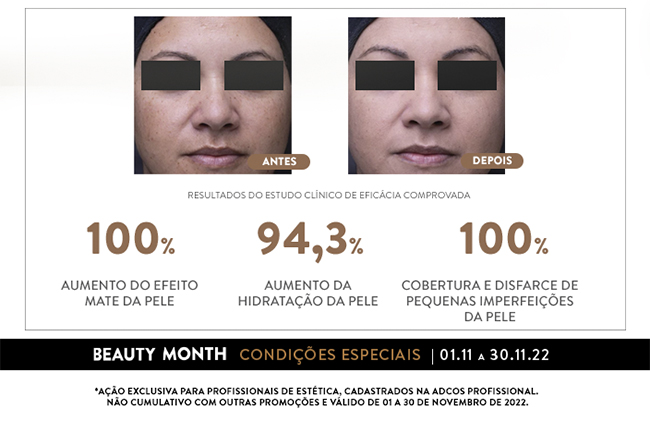 ANTES
DEPOIS
RESULTADOS DO ESTUDO CLÍNICO DE EFICÁCIA COMPROVADA
100% 94,3% 100%
AUMENTO DO EFEITO
MATE DA PELE
AUMENTO DA
HIDRATAÇÃO DA PELE
COBERTURA E DISFARCE DE
PEQUENAS IMPERFEIÇÕES
DA PELE
BEAUTY MONTH CONDIÇÕES ESPECIAIS | 01.11 A 30.11.22
*AÇÃO EXCLUSIVA PARA PROFISSIONAIS DE ESTÉTICA, CADASTRADOS NA ADCOS PROFISSIONAL.
NÃO CUMULATIVO COM OUTRAS PROMOÇÕES E VÁLIDO DE 01 A 30 DE NOVEMBRO DE 2022.